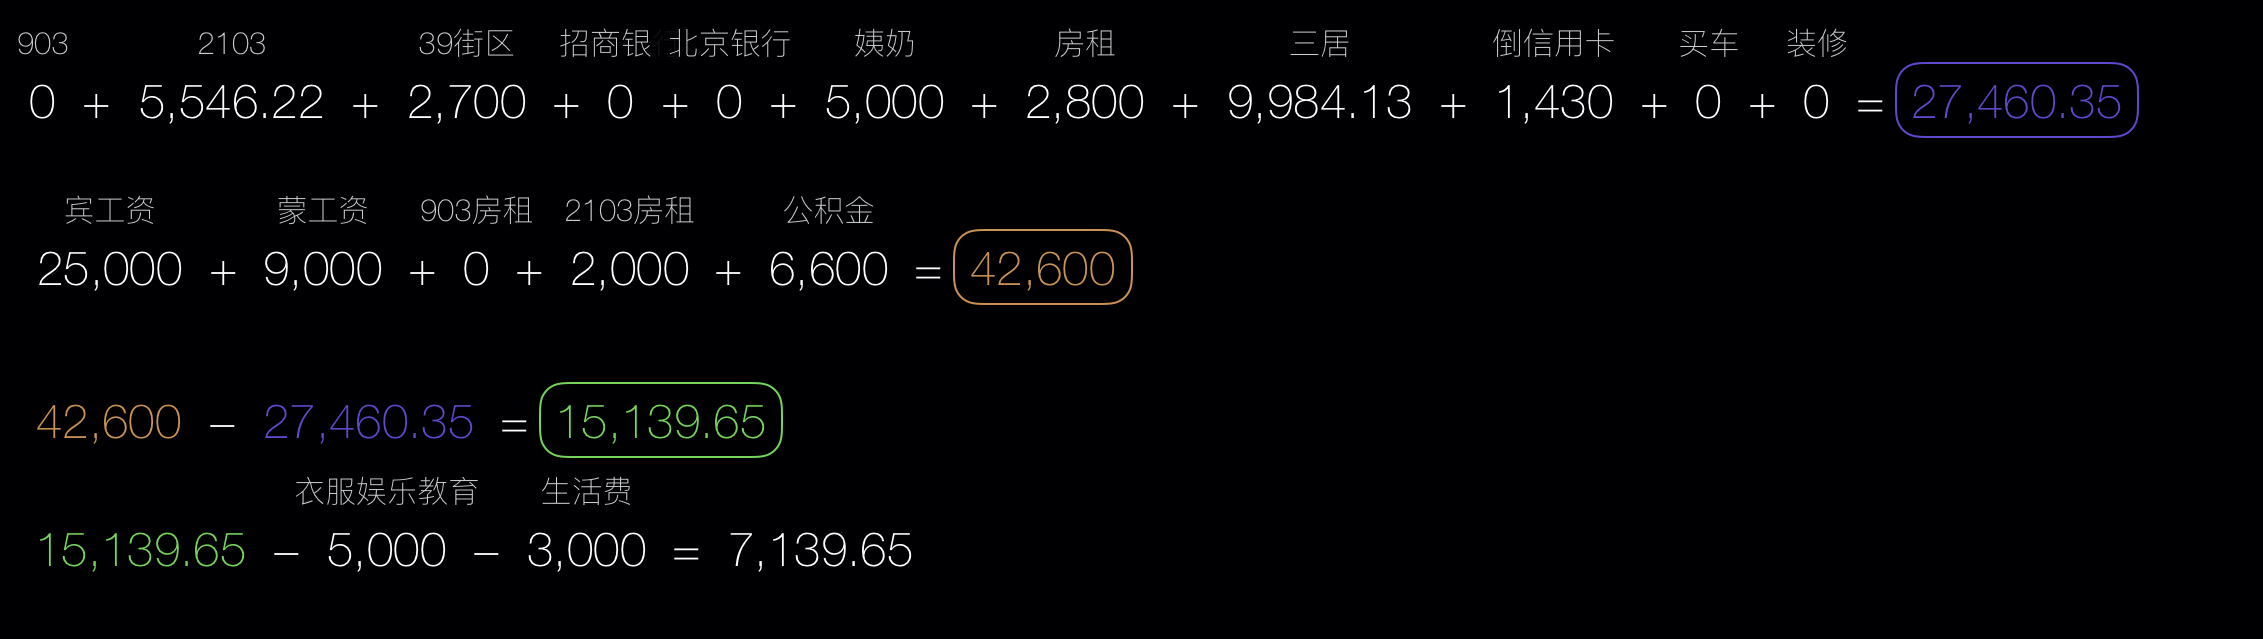 903 2103 39街区 招商银 北京银行 姨奶 房租 三居 倒信用卡 买车 装修
0 + 5,546.22 + 2,700 + 0 + 0 + 5,000 + 2,800 + 9,984.13 + 1,430 + 0 + 0 = 27,460.35
宾工资 蒙工资 903房租 2103房租 公积金
25,000 + 9,000 + 0 + 2,000 + 6,600 = 42,600
42,600 – 27,460.35 = 15,139.65
衣服娱乐教育 生活费
15,139.65 – 5,000 – 3,000 = 7,139.65